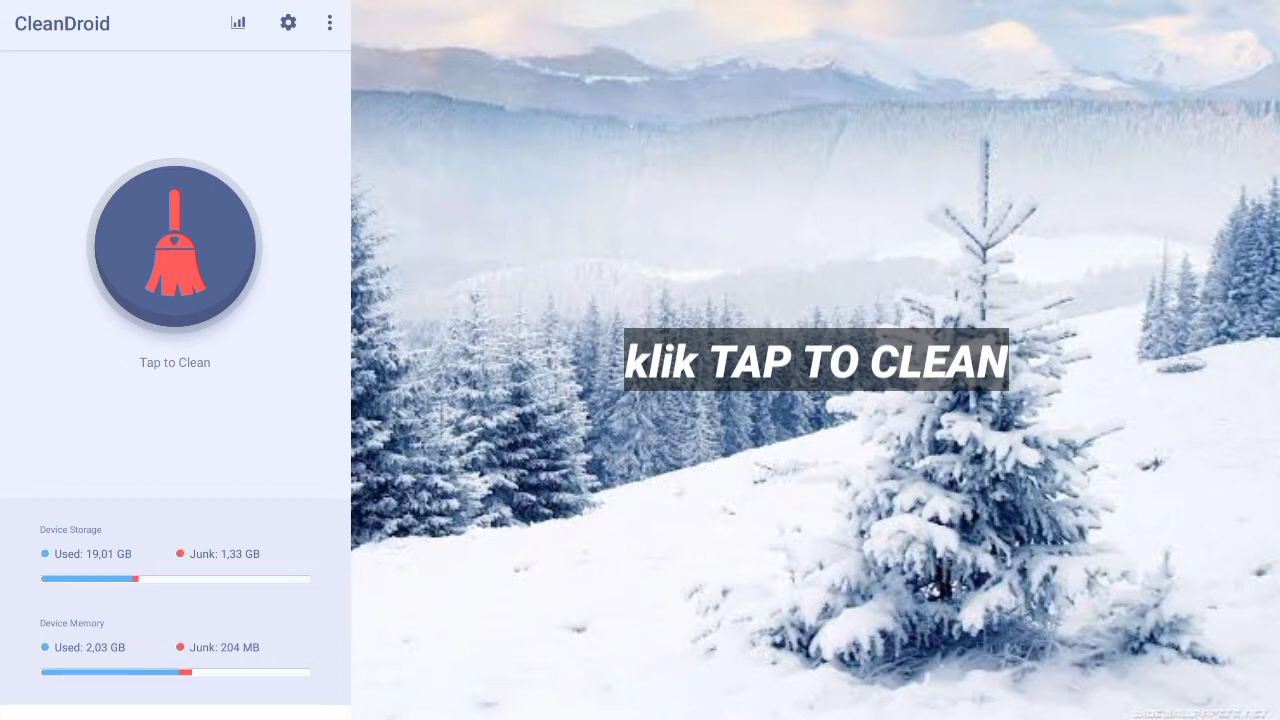 CleanDroid
Tap to Clean
klik TAP TO CLEAN
Device Storage
Used: 19,01 GB
Junk: 1,33 GB
Device Memory
Used: 2,03 GB
Junk: 204 MB